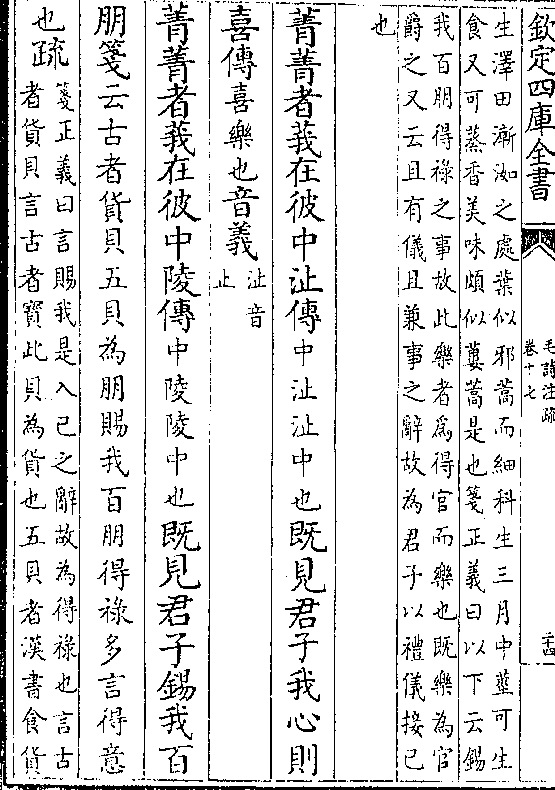 欽定四庫全書
毛詩注疏
卷十七
二十四
生澤田漸洳之處葉似邪蒿而細科生三月中莖可生
食又可蒸香美味頗似蔞蒿是也箋正義曰以下云錫
我百朋得祿之事故此樂者為得官而樂也既樂為官
爵之又云且有儀且兼事之辭故為君子以禮儀接已
也
菁菁者莪在彼中沚傳中沚沚中也既見君子我心則
喜傳喜樂也音義沚音
止
菁菁者莪在彼中陵傳中陵陵中也既見君子錫我百
朋箋云古者貨貝五貝為朋賜我百朋得祿多言得意
也疏箋正義曰言賜我是入已之辭故為得祿也言古
者貨貝言古者寶此貝為貨也五貝者漢書食貨